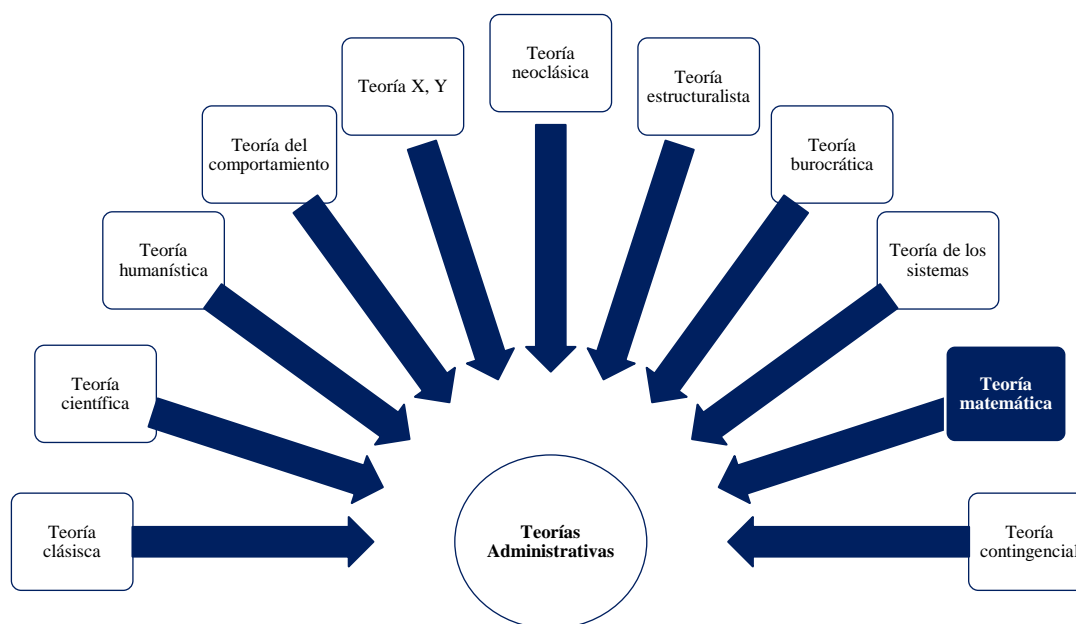 Teoría
clásisca
Teoría
científica
Teoría
humanística
Teoría del
comportamiento
Teoría X, Y
Teoría
neoclásica
Teoría
estructuralista
Teoría
burocrática
Teoría de los
sistemas
Teoría
matemática
Teoría
contingencial
Teorías
Administrativas